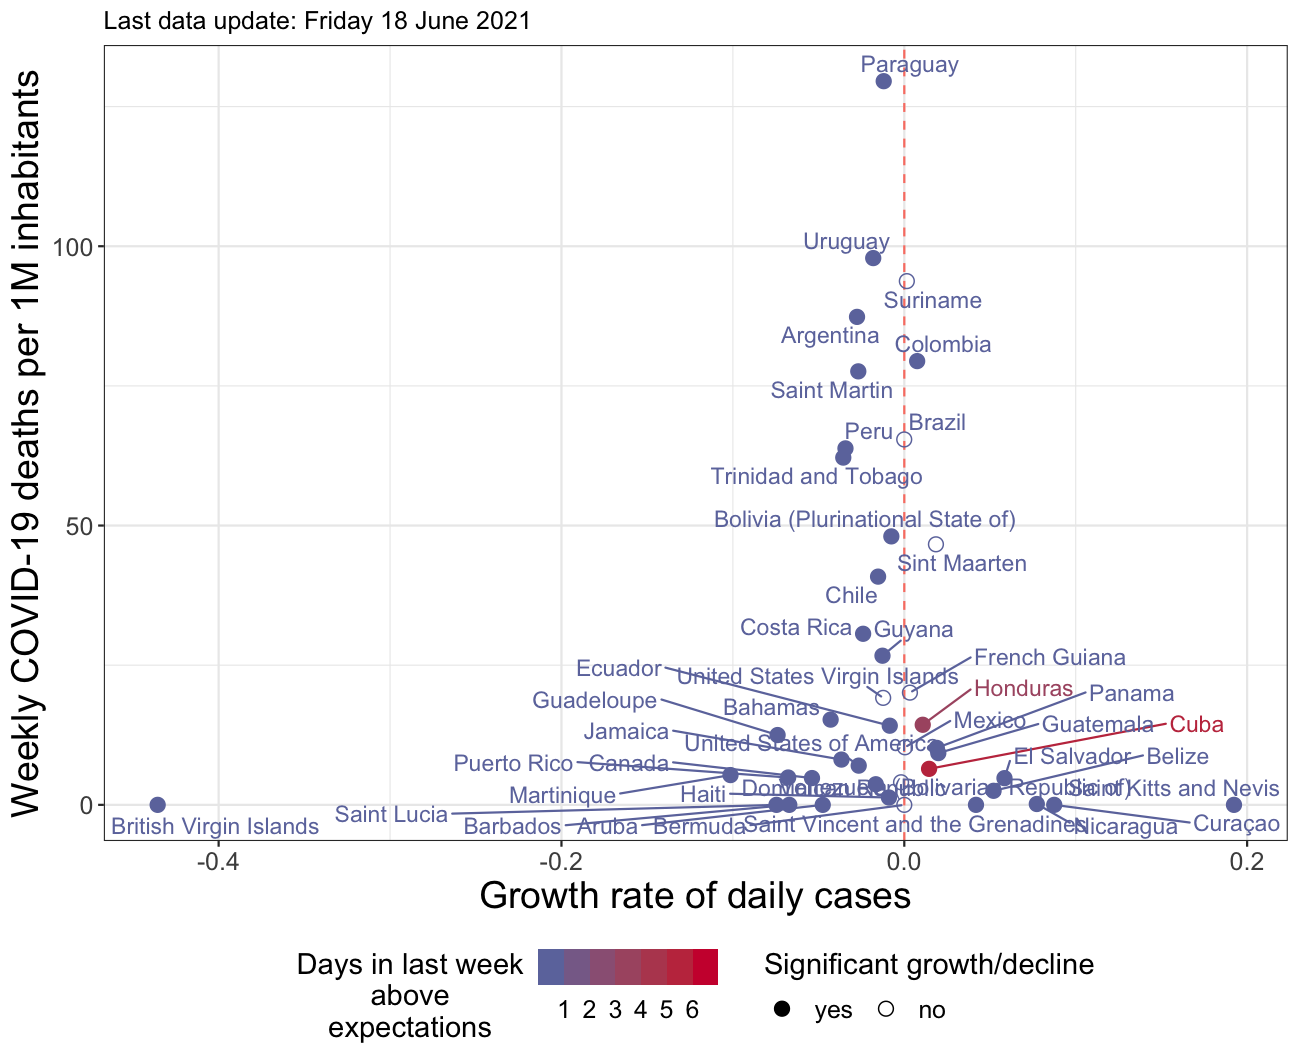 Last data update: Friday 18 June 2021
Weekly COVID-19 deaths per 1M inhabitants
100
50
0
Paraguay
Uruguay
Suriname
Argentina
Colombia
Saint Martin
Brazil
Peru
Trinidad and Tobago
Bolivia (Plurinational State of)
Sint Maarten
Chile
Costa Rica
Guyana
French Guiana
Ecuador
United States Virgin Islands
Honduras
Panama
Guadeloupe
Bahamas
Mexico
Guatemala
Cuba
Jamaica
United States of America
El Salvador
Belize
Puerto Rico
Canada
Martinique
Haiti
Dominican Republic
Venezuela (Bolivarian Republic of)
Saint Kitts and Nevis
Saint Lucia
British Virgin Islands
Barbados
Aruba
Bermuda
Saint Vincent and the Grenadines
Nicaragua
Curaçao
-0.4
-0.2
0.0
0.2
Growth rate of daily cases
Days in last week
above
expectations
1 2 3 4 5 6
Significant growth/decline
yes
no